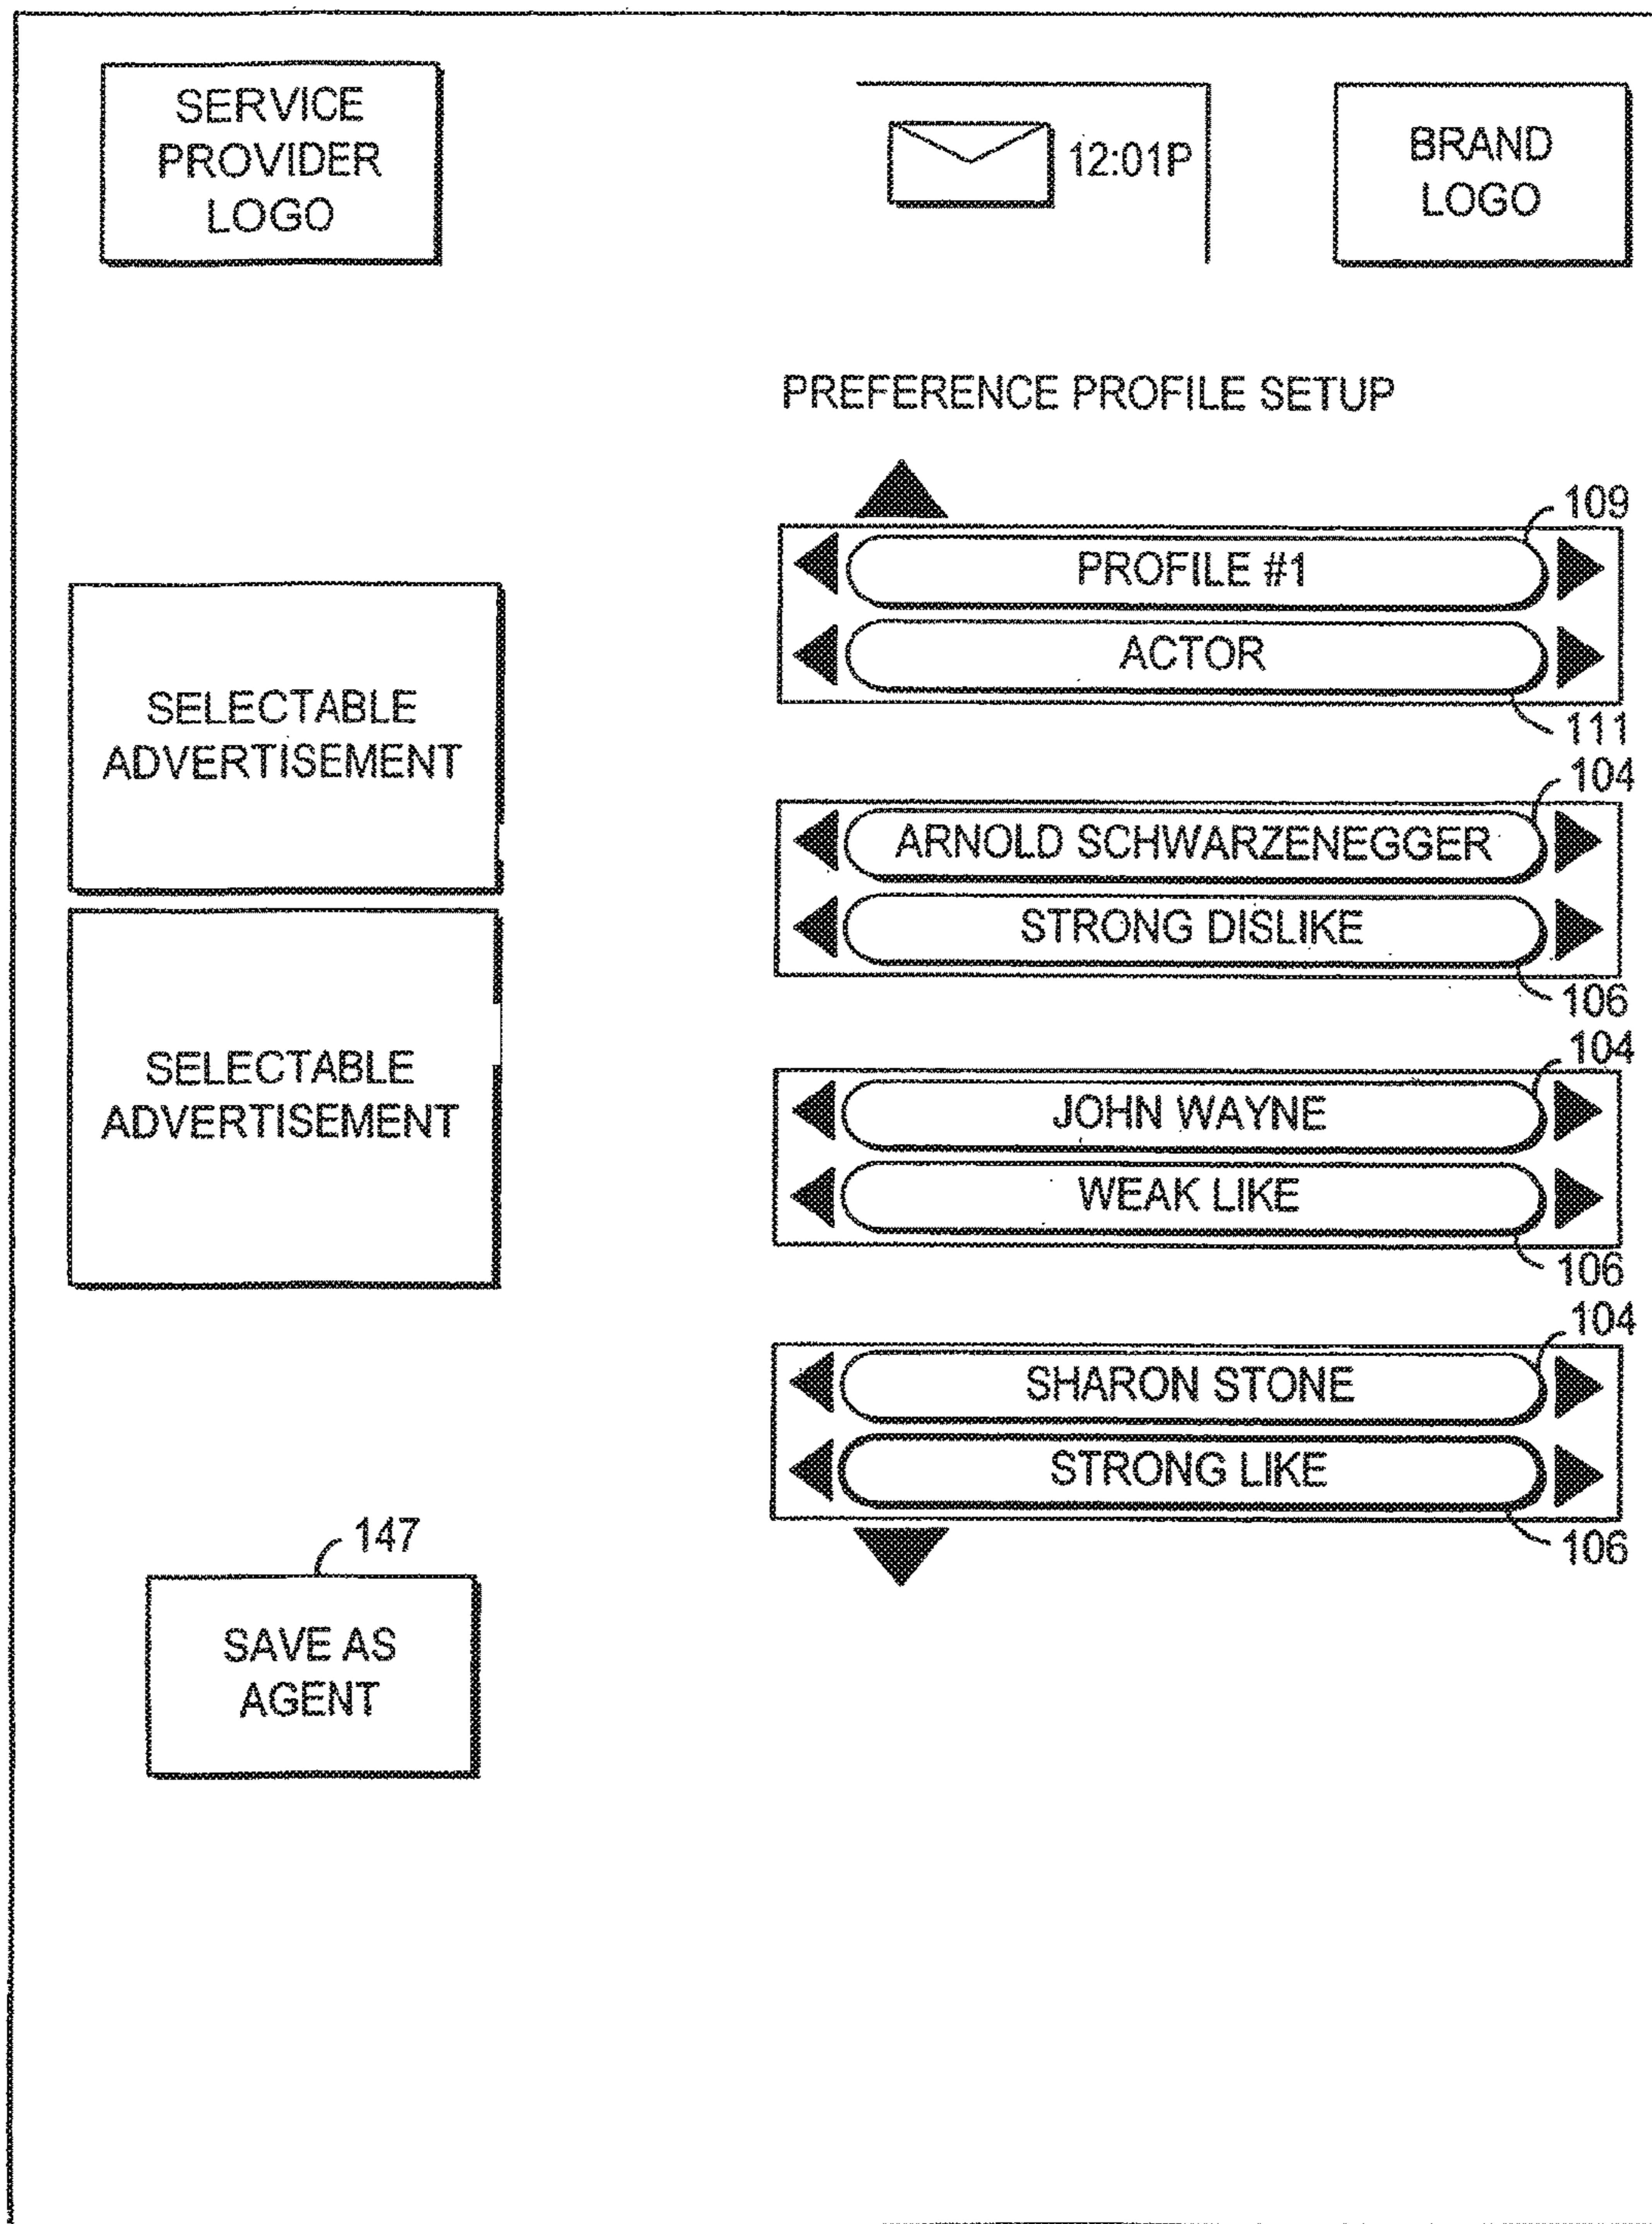 SERVICE
PROVIDER
LOGO
12:01P
BRAND
LOGO
PREFERENCE PROFILE SETUP
109
PROFILE #1
ACTOR
111
SELECTABLE
ADVERTISEMENT
104
ARNOLD SCHWARZENEGGER
STRONG DISLIKE
106
SELECTABLE
ADVERTISEMENT
104
JOHN WAYNE
WEAK LIKE
106
104
SHARON STONE
STRONG LIKE
106
147
SAVE AS
AGENT